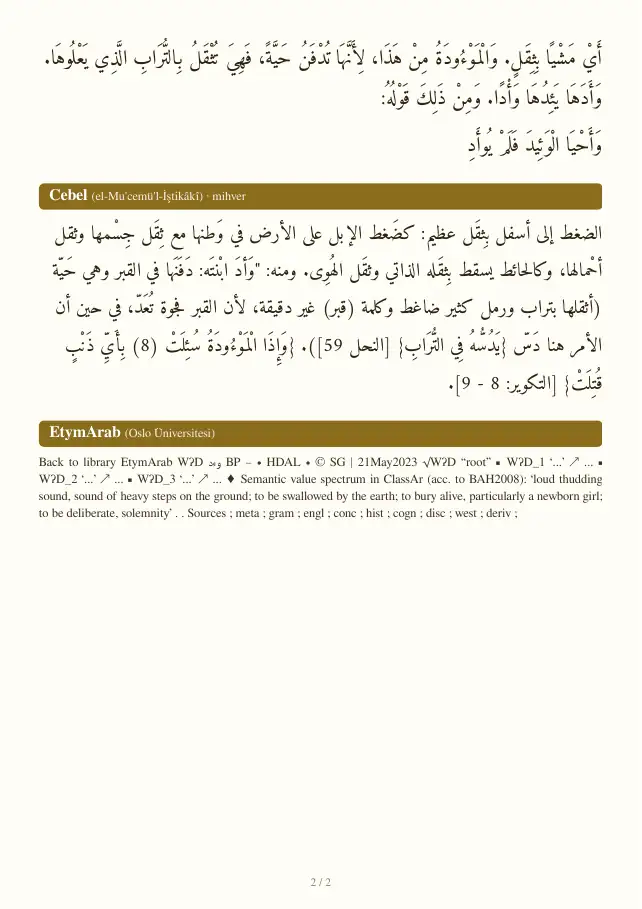 أَيْ مَشْيًا بِثِقَلٍ. وَالْمَوْءُودَةُ مِنْ هَذَا، لِأَنَّهَا تُدْفَنُ حَيَّةً، فَهِيَ تُثْقَلُ بِالتُّرَابِ الَّذِي يَعْلُوهَا.
وَأَدَهَا يَئِدُهَا وَأْدًا. وَمِنْ ذَلِكَ قَوْلُهُ:
وَأَحْيَا الْوَئِيدَ فَلَمْ يُوأَدِ
Cebel (el-Mu'cemü'l-İştikâkî) · mihver
الضغط إلى أسفل بِثقَل عظيم: كضَغط الإبل على الأرض في وَطئها مع ثِقَل جِسْمها وثقل
أحْمالها، وكالحائط يسقط بِثقَله الذاتي وثقَل الهُوِى. ومنه: "وَأدَ ابْنَته: دَفَنَها في القبر وهي حَيّة
(أثقلها بتراب ورمل كثير ضاغط وكلمة (قبر) غير دقيقة، لأن القبر فجوة تُعَدّ، في حين أن
الأمر هنا دَسّ {يَدُسُّهُ فِي التُّرَابِ} [النحل 59]). {وَإِذَا الْمَوْءُودَةُ سُئِلَتْ (8) بِأَيِّ ذَنْبٍ
قُتِلَتْ} [التكوير: 8 - 9].
EtymArab (Oslo Üniversitesi)
Back to library EtymArab WʔD وءد BP – • HDAL • © SG | 21May2023 √WʔD “root” ▪ WʔD_1 ‘...’ ↗ ... ▪
WʔD_2 ‘...’ ↗ ... ▪ WʔD_3 ‘...’ ↗ ... ♦ Semantic value spectrum in ClassAr (acc. to BAH2008): ‘loud thudding
sound, sound of heavy steps on the ground; to be swallowed by the earth; to bury alive, particularly a newborn girl;
to be deliberate, solemnity’ . . Sources ; meta ; gram ; engl ; conc ; hist ; cogn ; disc ; west ; deriv ;
2 / 2